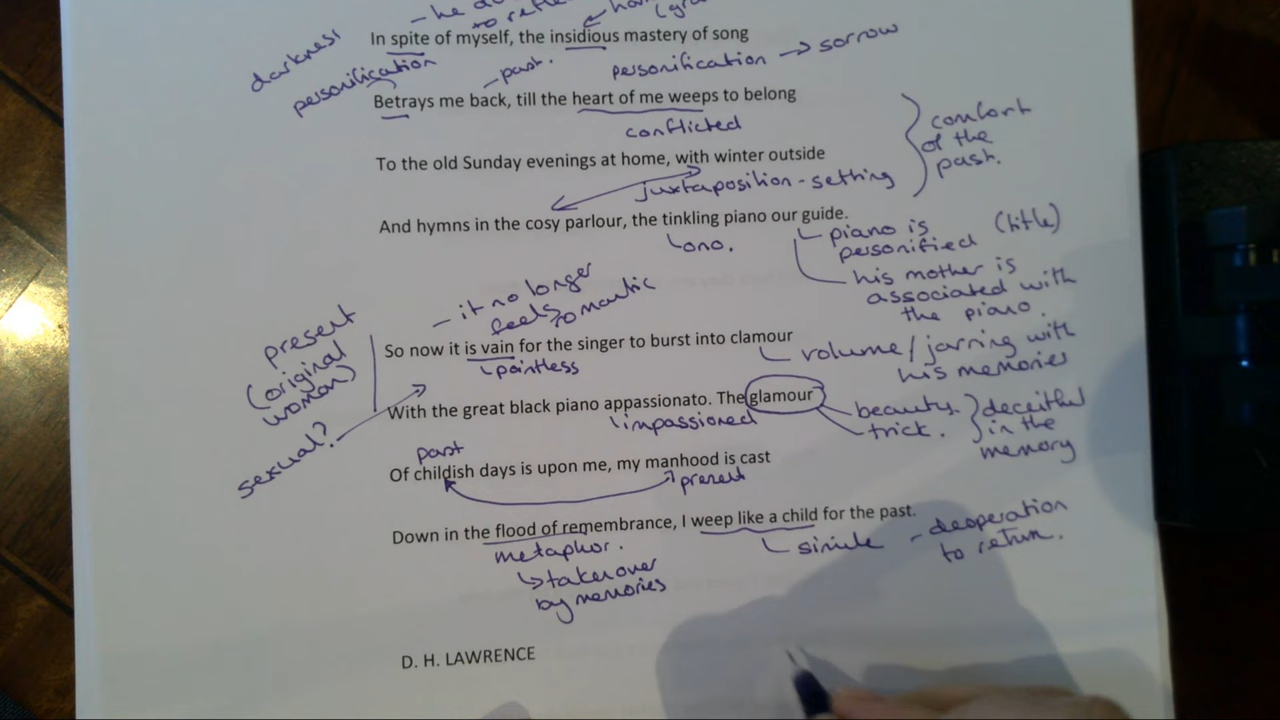 - he
to
darkness
In spite of myself, the insidious mastery of song
personification
- past.
personification → sorrow
Betrays me back, till the heart of me weeps to belong
conflicted
comfort
of the
past.
To the old Sunday evenings at home, with winter outside
juxtaposition - setting
And hymns in the cosy parlour, the tinkling piano our guide.
ono.
piano is
personified (title)
his mother is
associated with
the piano.
- it no longer
feels
romantic
present
(original
woman)
So now it is vain for the singer to burst into clamour
pointless
volume / jarring with
his memories
With the great black piano appassionato. The glamour
impassioned
beauty.
trick.
deceitful
in the
memory
sexual?
past
Of childish days is upon me, my manhood is cast
present
Down in the flood of remembrance, I weep like a child for the past.
metaphor.
→ takeover
by memories
simile
- desperation
to return.
D. H. LAWRENCE